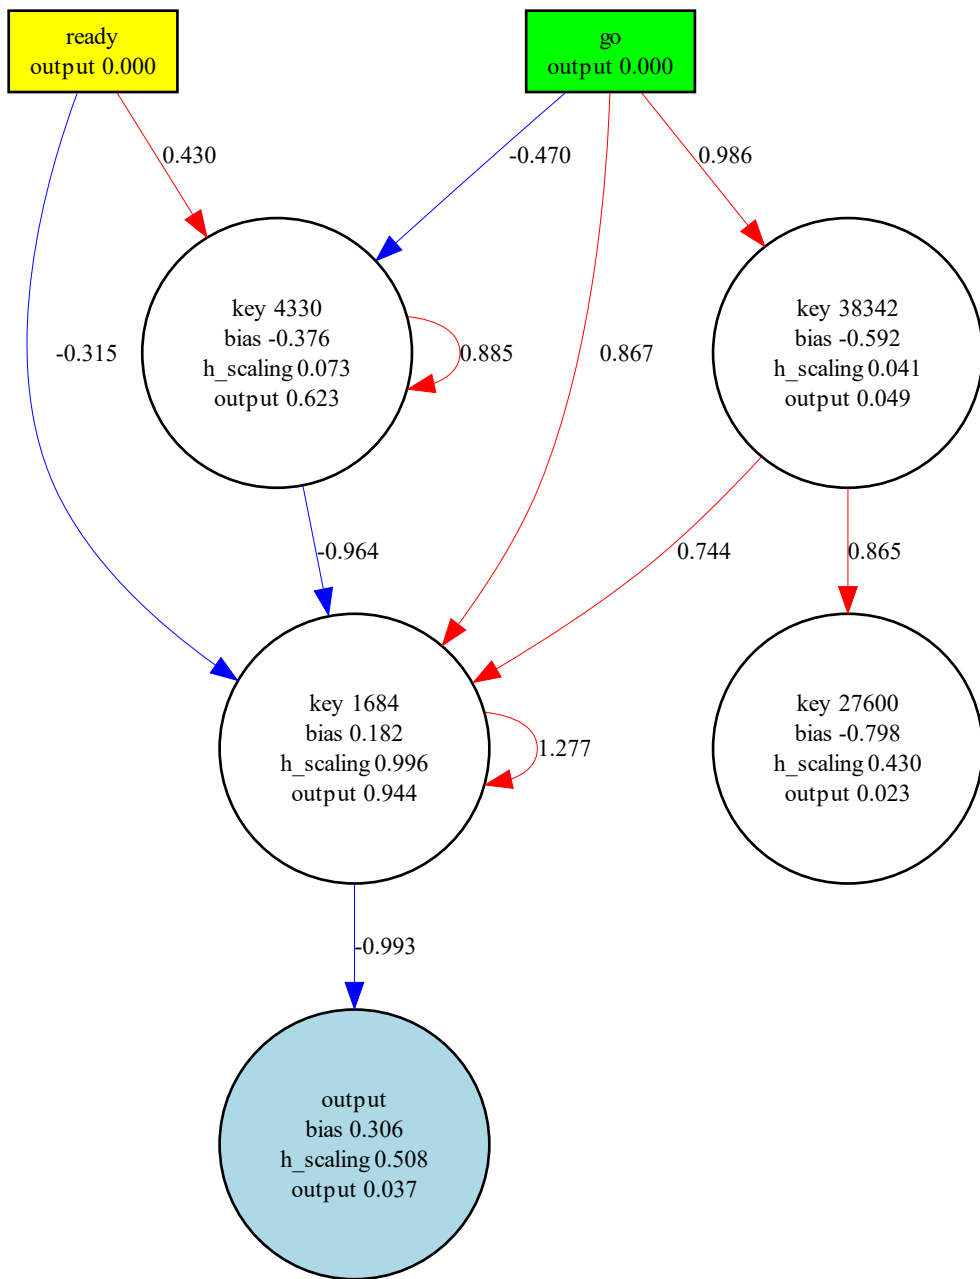 ready
output 0.000
go
output 0.000
0.430
-0.470
0.986
key 4330
bias -0.376
h_scaling 0.073
output 0.623
key 38342
bias -0.592
h_scaling 0.041
output 0.049
-0.315
0.885
0.867
-0.964
0.744
0.865
key 1684
bias 0.182
h_scaling 0.996
output 0.944
key 27600
bias -0.798
h_scaling 0.430
output 0.023
1.277
-0.993
output
bias 0.306
h_scaling 0.508
output 0.037